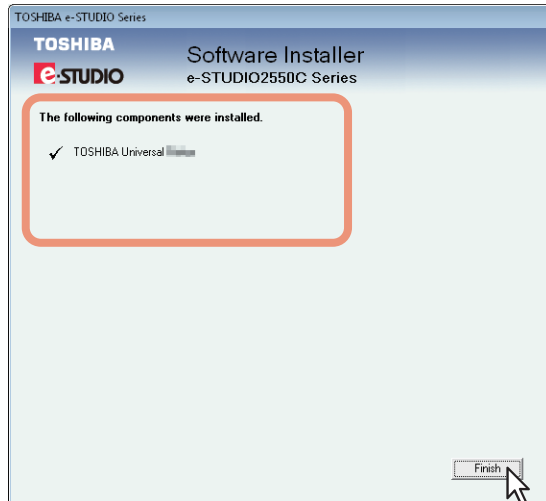 TOSHIBA e-STUDIO Series
TOSHIBA
e-STUDIO
Software Installer
e-STUDIO2550C Series
The following components were installed.
TOSHIBA Universal
Finish